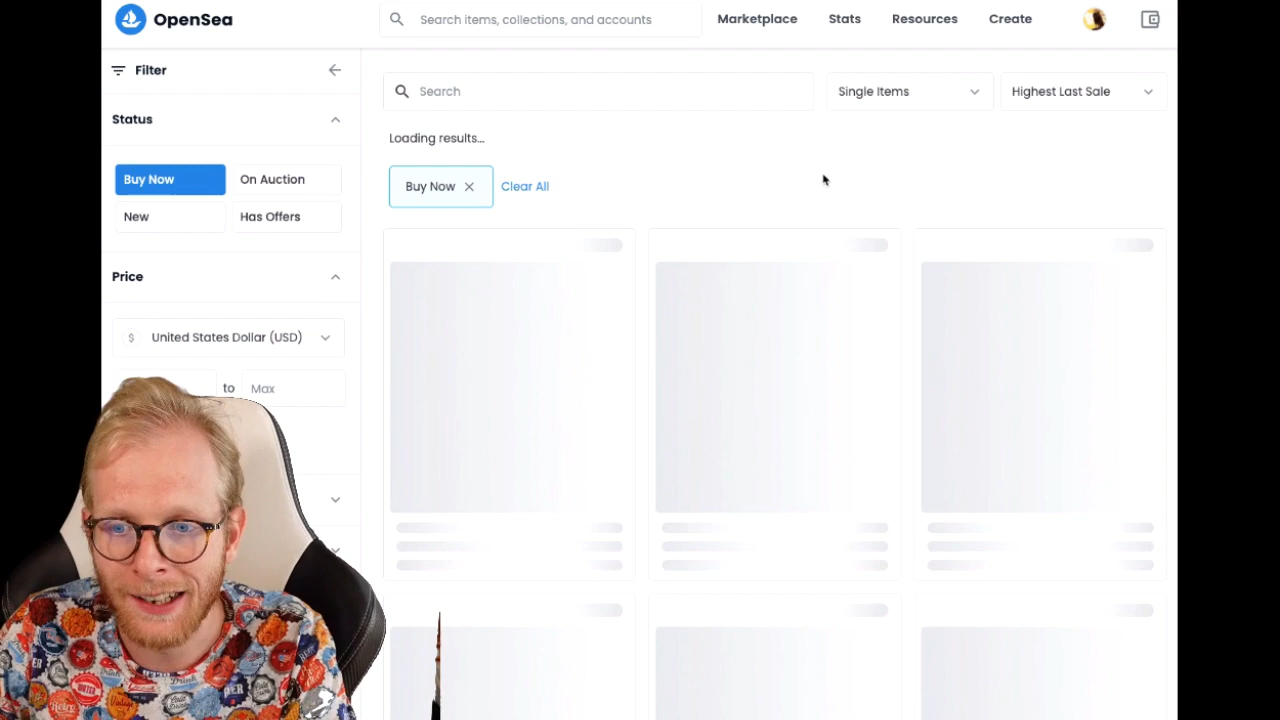 OpenSea
Search items, collections, and accounts
Marketplace
Stats
Resources
Create
Filter
Search
Single Items
Highest Last Sale
Status
Loading results...
Buy Now
On Auction
Buy Now
Clear All
New
Has Offers
Price
$ United States Dollar (USD)
to
Max